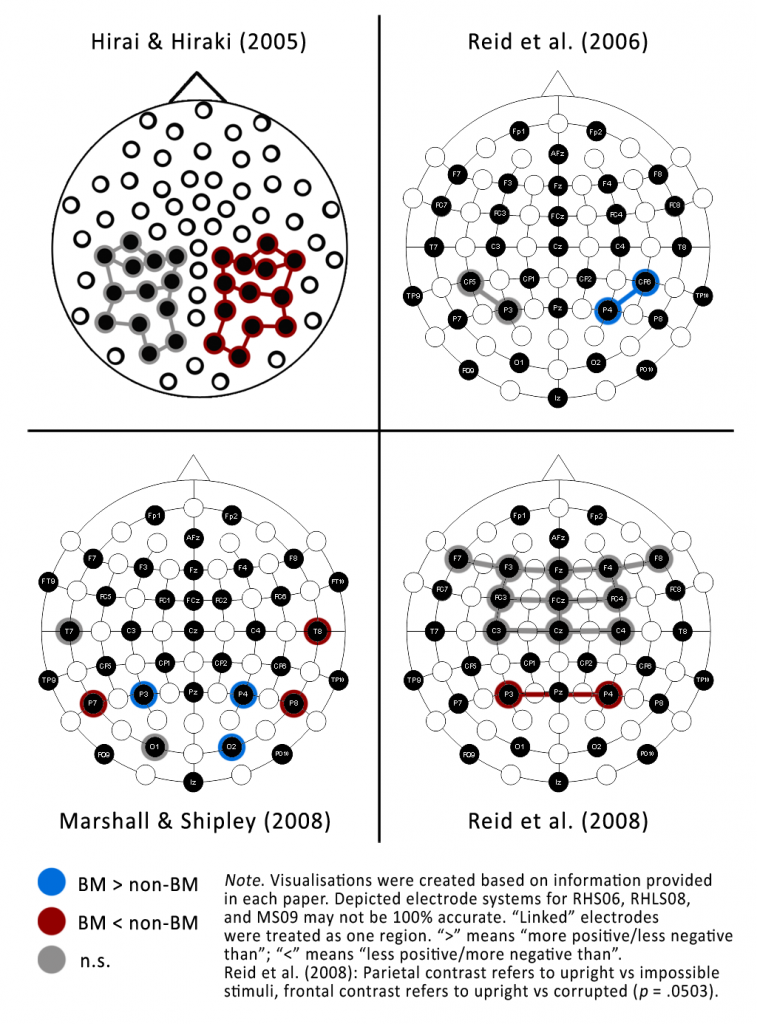 Hirai & Hiraki (2005)
Reid et al. (2006)
Fp1 Fp2
AFz
F7 F3 Fz F4 F8
FC7 FC3 FCz FC4 FC8
T7 C3 Cz C4 T8
CP5 CP1 CP2 CP6
TP9 P7 P3 Pz P4 P8 TP10
PO9 O1 O2 PO10
Iz
Fp1 Fp2
AFz
F7 F3 Fz F4 F8
FT9 FT10
FC5 FC1 FCz FC2 FC6
T7 C3 Cz C4 T8
CP5 CP1 CP2 CP6
TP9 P7 P3 Pz P4 P8 TP10
PO9 O1 O2 PO10
Iz
Fp1 Fp2
AFz
F7 F3 Fz F4 F8
FC7 FC3 FCz FC4 FC8
T7 C3 Cz C4 T8
CP5 CP1 CP2 CP6
TP9 P7 P3 Pz P4 P8 TP10
PO9 O1 O2 PO10
Iz
Marshall & Shipley (2008)
Reid et al. (2008)
BM > non-BM
BM < non-BM
n.s.
Note. Visualisations were created based on information provided
in each paper. Depicted electrode systems for RHS06, RHLS08,
and MS09 may not be 100% accurate. “Linked” electrodes
were treated as one region. “>” means “more positive/less negative
than”; “<” means “less positive/more negative than”.
Reid et al. (2008): Parietal contrast refers to upright vs impossible
stimuli, frontal contrast refers to upright vs corrupted (p = .0503).